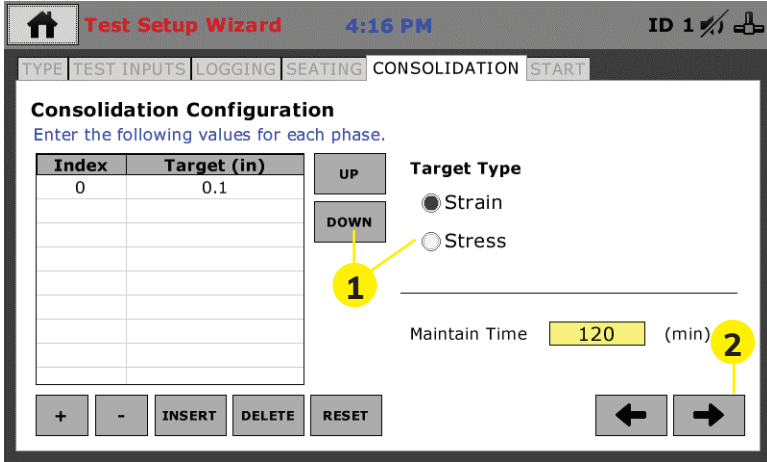 Test Setup Wizard 4:16 PM ID 1
TYPE TEST INPUTS LOGGING SEATING CONSOLIDATION START
Consolidation Configuration
Enter the following values for each phase.
Index Target (in)
0 0.1
UP
DOWN
1
Target Type
Strain
Stress
Maintain Time 120 (min)
2
+ - INSERT DELETE RESET